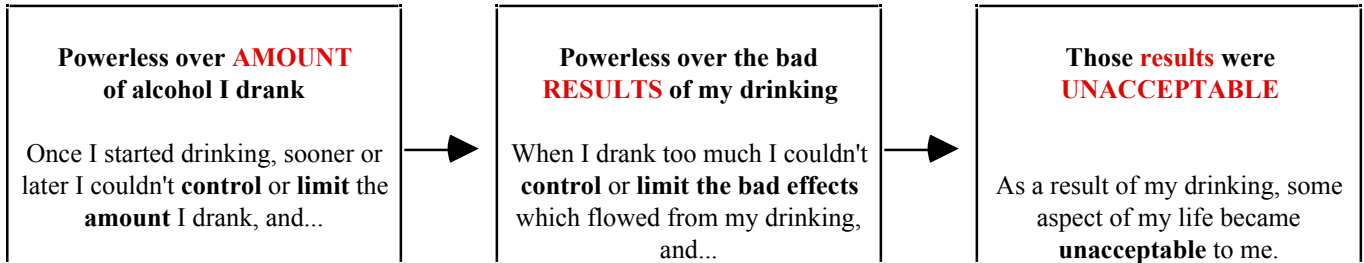 Powerless over AMOUNT
of alcohol I drank
Once I started drinking, sooner or
later I couldn't control or limit the
amount I drank, and...
Powerless over the bad
RESULTS of my drinking
When I drank too much I couldn't
control or limit the bad effects
which flowed from my drinking,
and...
Those results were
UNACCEPTABLE
As a result of my drinking, some
aspect of my life became
unacceptable to me.